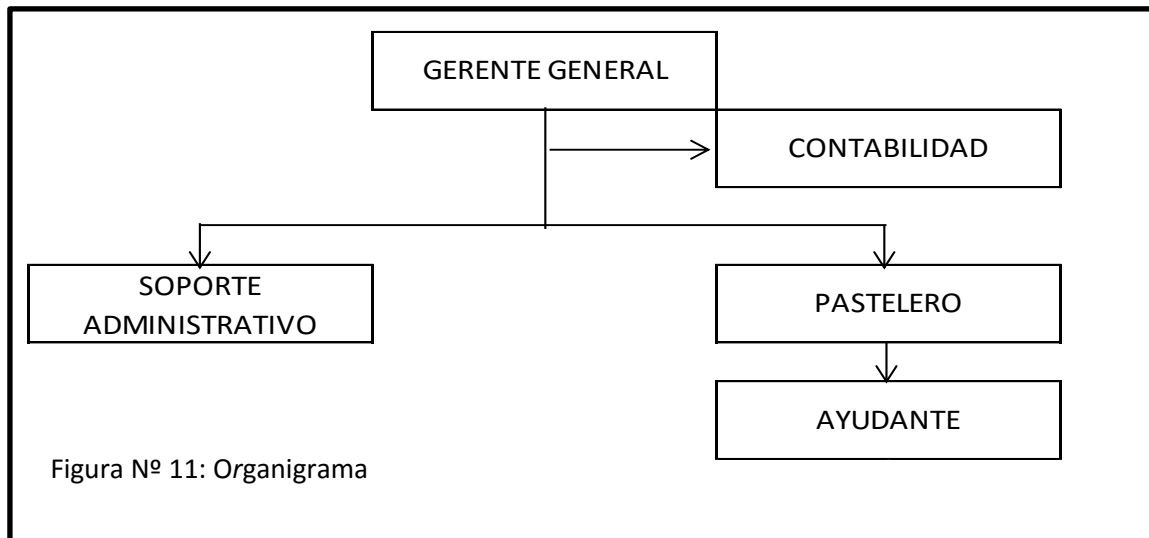 GERENTE GENERAL
CONTABILIDAD
SOPORTE
ADMINISTRATIVO
PASTELERO
AYUDANTE
Figura Nº 11: Organigrama